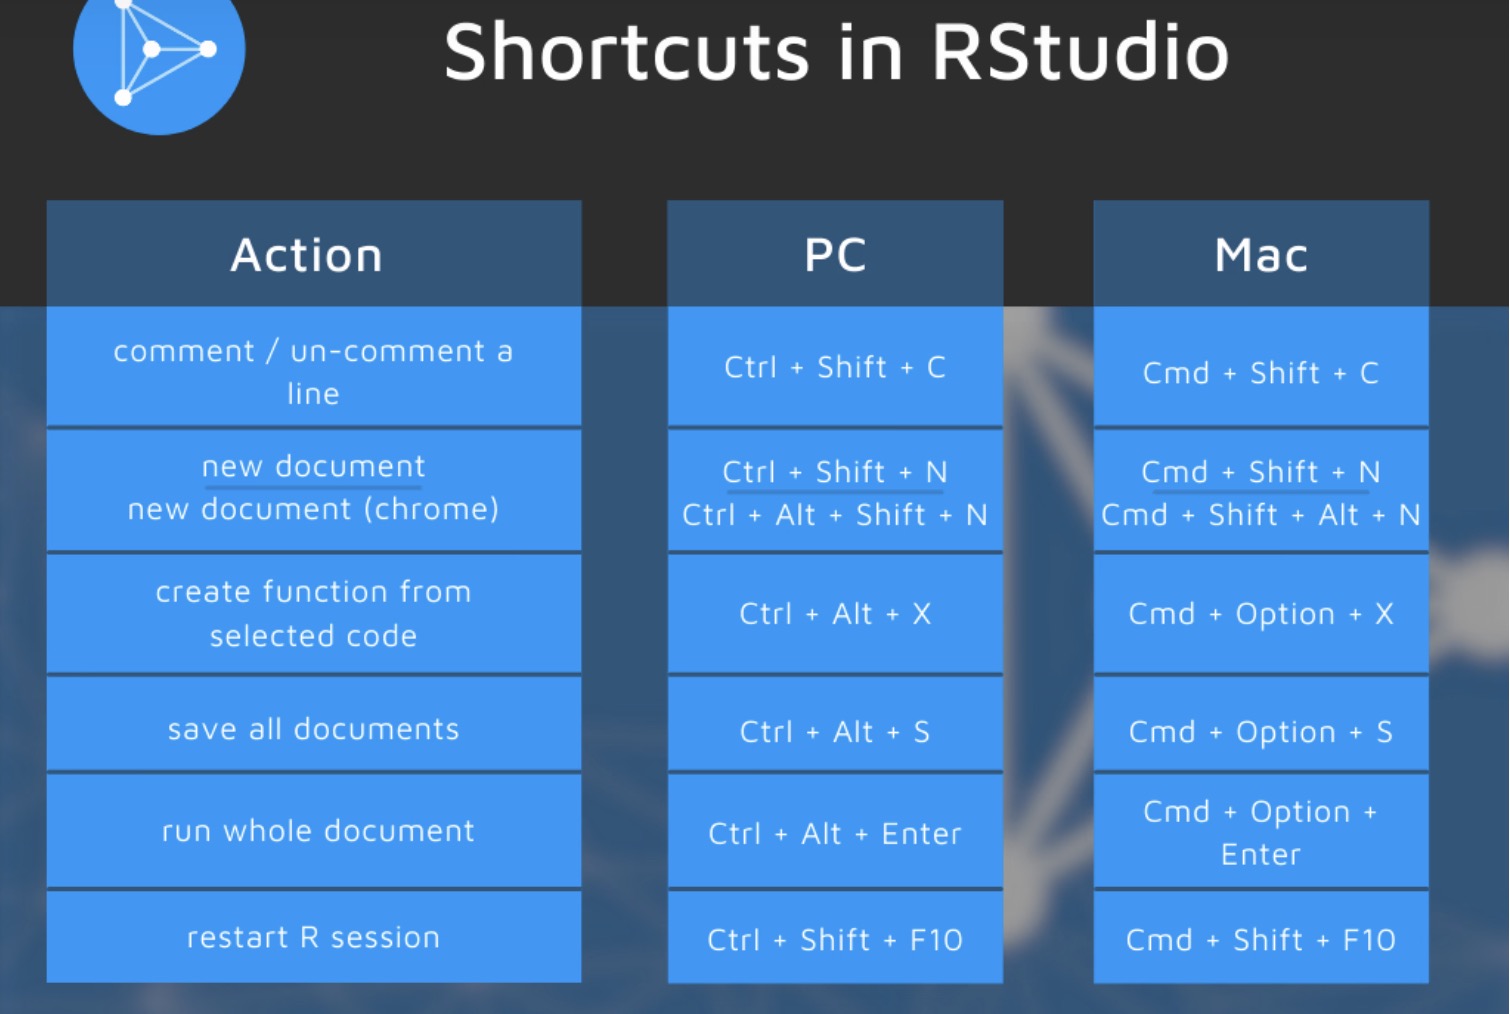 Shortcuts in RStudio
Action
PC
Mac
comment / un-comment a
line
Ctrl + Shift + C
Cmd + Shift + C
new document
new document (chrome)
Ctrl + Shift + N
Ctrl + Alt + Shift + N
Cmd + Shift + N
Cmd + Shift + Alt + N
create function from
selected code
Ctrl + Alt + X
Cmd + Option + X
save all documents
Ctrl + Alt + S
Cmd + Option + S
run whole document
Ctrl + Alt + Enter
Cmd + Option +
Enter
restart R session
Ctrl + Shift + F10
Cmd + Shift + F10